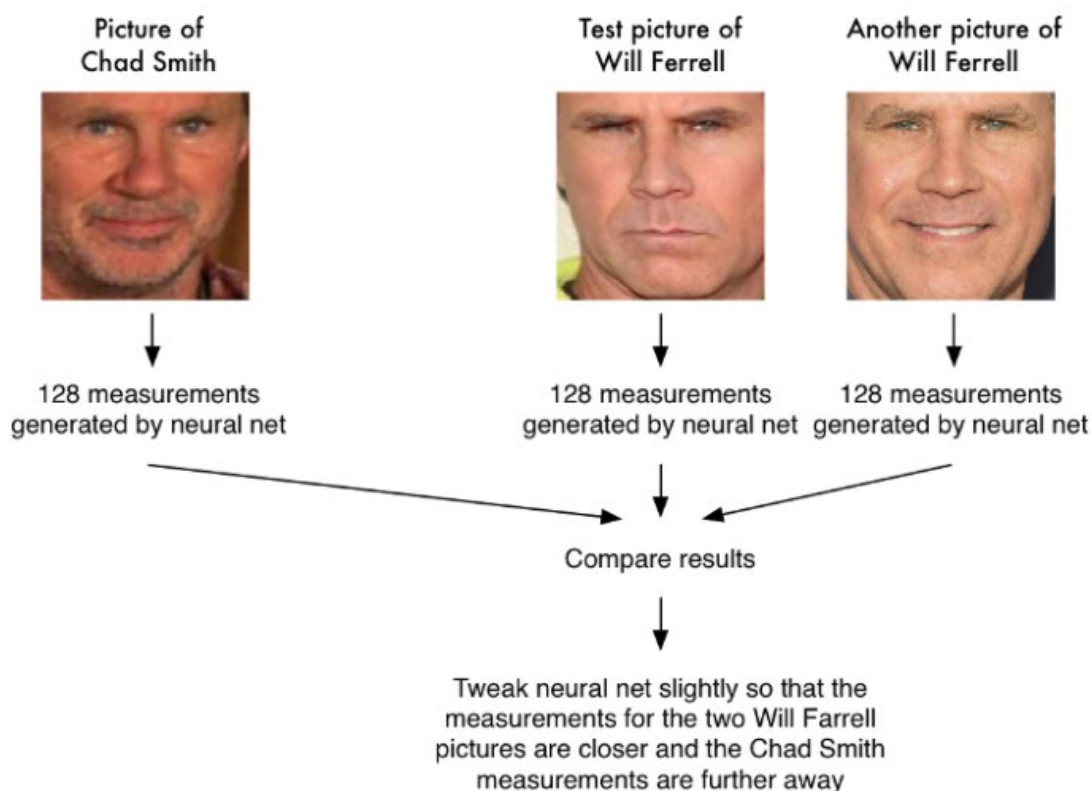 Picture of
Chad Smith
Test picture of
Will Ferrell
Another picture of
Will Ferrell
128 measurements
generated by neural net
128 measurements
generated by neural net
128 measurements
generated by neural net
Compare results
Tweak neural net slightly so that the
measurements for the two Will Farrell
pictures are closer and the Chad Smith
measurements are further away